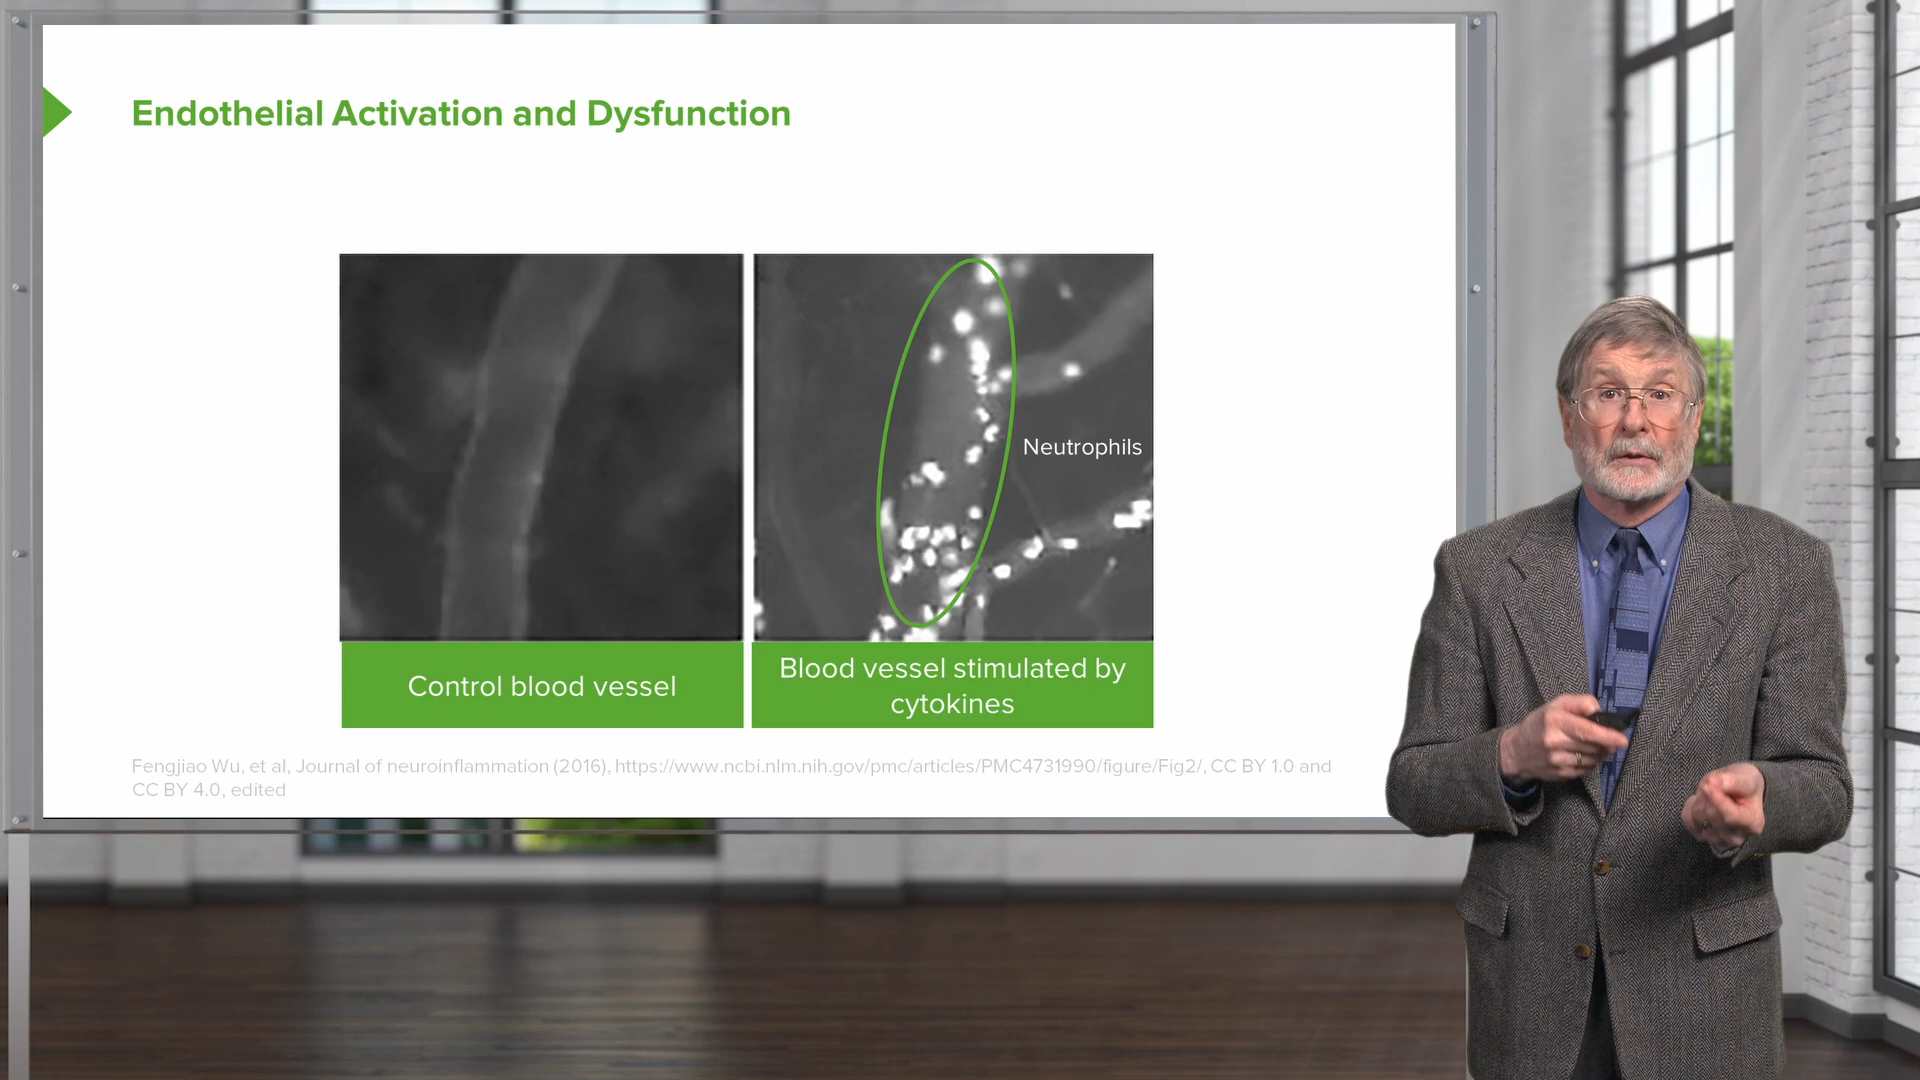 Endothelial Activation and Dysfunction
Neutrophils
Control blood vessel
Blood vessel stimulated by
cytokines
Fengjiao Wu, et al, Journal of neuroinflammation (2016), https://www.ncbi.nlm.nih.gov/pmc/articles/PMC4731990/figure/Fig2/, CC BY 1.0 and
CC BY 4.0, edited